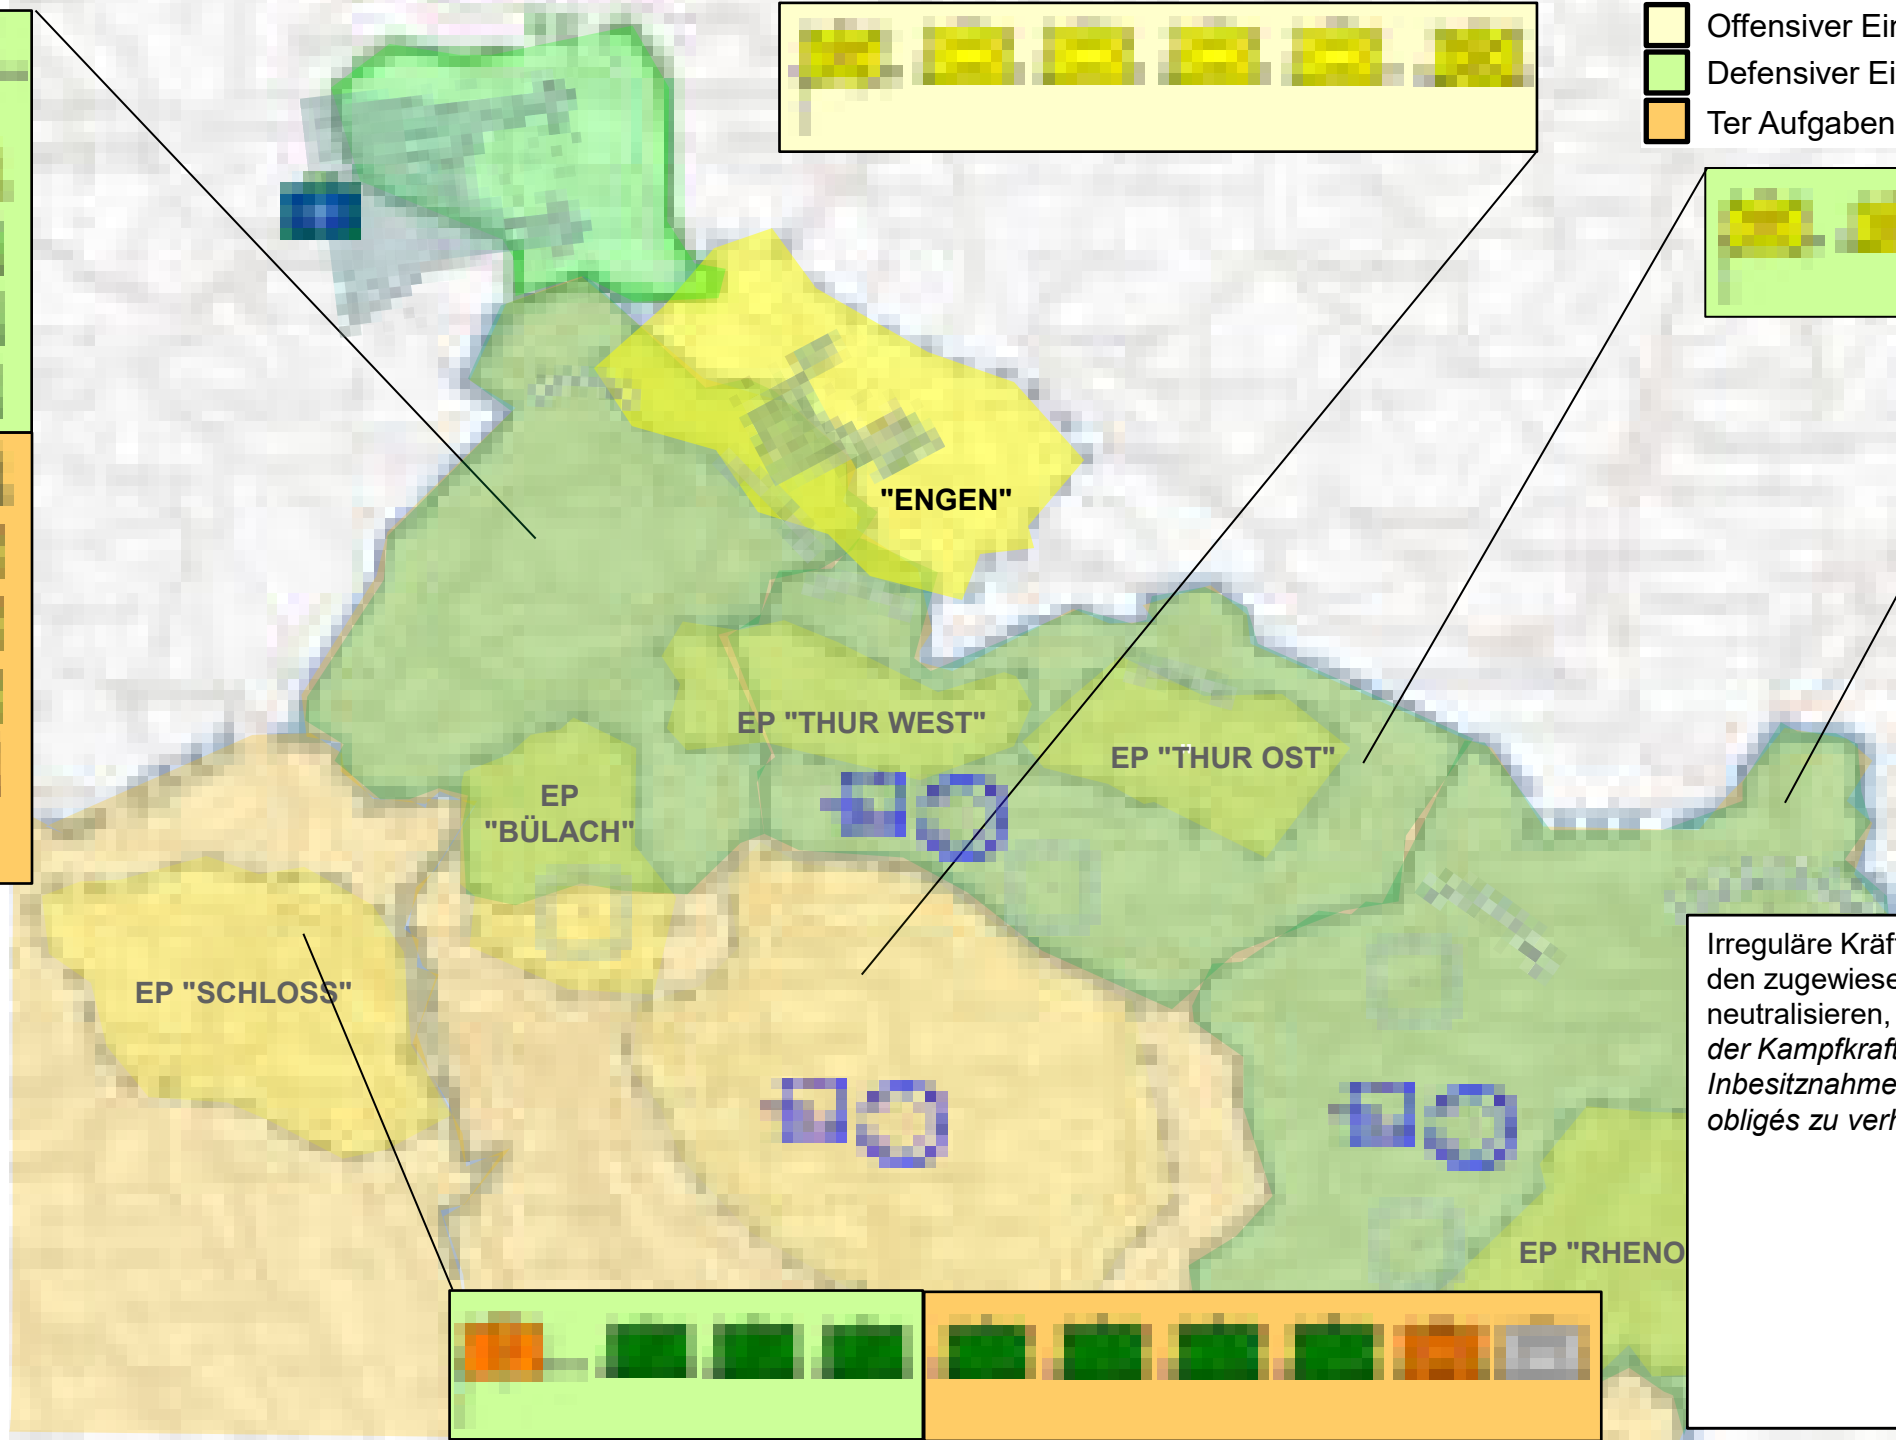 Offensiver Ei
Defensiver Ei
Ter Aufgaben
"ENGEN"
EP "THUR WEST"
EP "THUR OST"
EP
"BÜLACH"
EP "SCHLOSS"
EP "RHENO
Irreguläre Kräf
den zugewiese
neutralisieren,
der Kampfkraft
Inbesitznahme
obligés zu verh